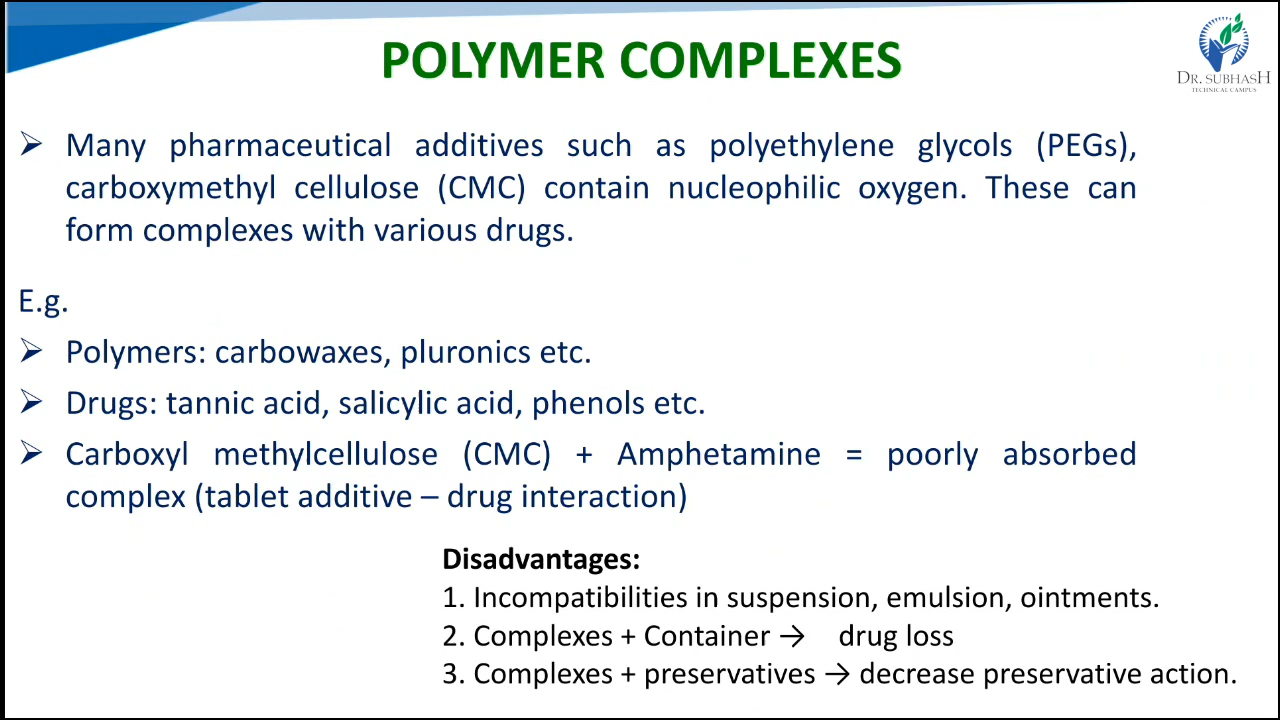 POLYMER COMPLEXES
DR. SUBHASH
TECHNICAL CAMPUS
➢ Many pharmaceutical additives such as polyethylene glycols (PEGs),
carboxymethyl cellulose (CMC) contain nucleophilic oxygen. These can
form complexes with various drugs.
E.g.
➢ Polymers: carbowaxes, pluronics etc.
➢ Drugs: tannic acid, salicylic acid, phenols etc.
➢ Carboxyl methylcellulose (CMC) + Amphetamine = poorly absorbed
complex (tablet additive – drug interaction)
Disadvantages:
1. Incompatibilities in suspension, emulsion, ointments.
2. Complexes + Container → drug loss
3. Complexes + preservatives → decrease preservative action.